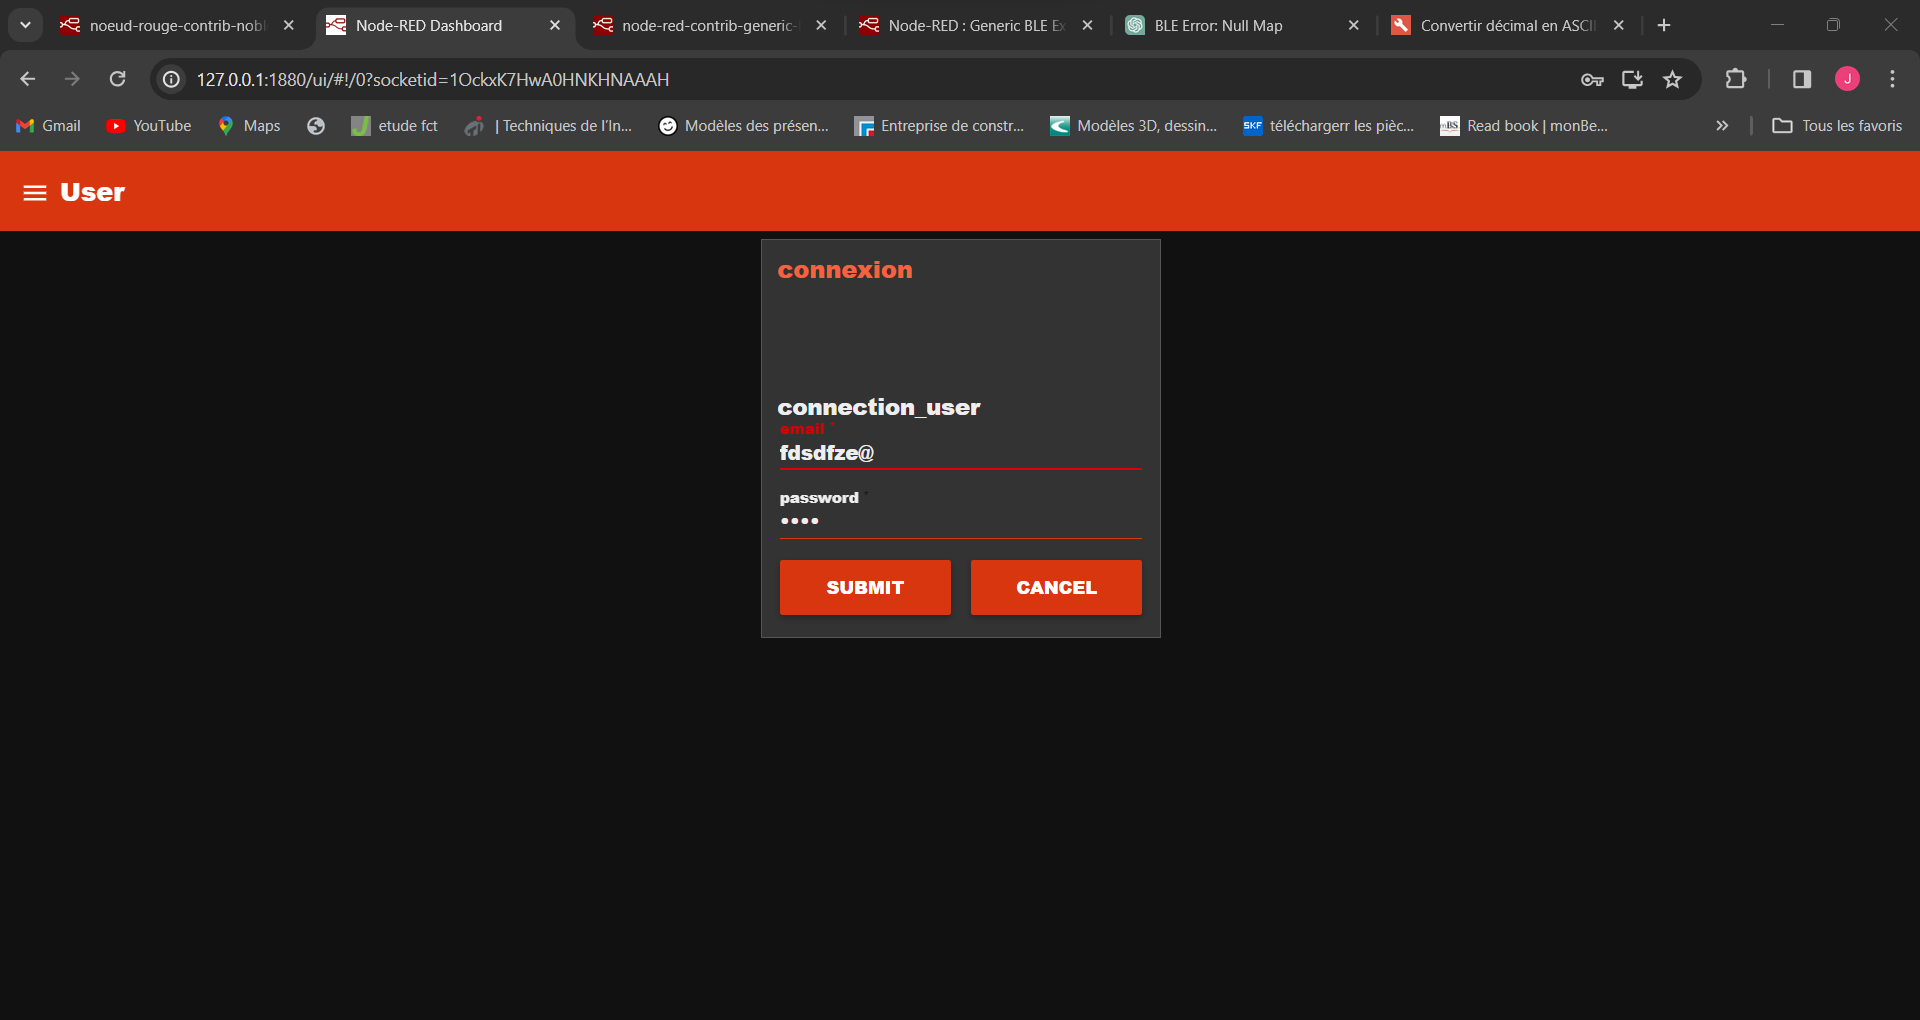 noeud-rouge-contrib-nobl
Node-RED Dashboard
node-red-contrib-generic-
Node-RED : Generic BLE Ex
BLE Error: Null Map
Convertir décimal en ASCII
127.0.0.1:1880/ui/#!/0?socketid=1OckxK7HwA0HNKHNAAAH
J
Gmail
YouTube
Maps
etude fct
| Techniques de l'In...
Modèles des présen...
Entreprise de constr...
Modèles 3D, dessin...
SKF
téléchargerr les pièc...
mBS
Read book | monBe...
Tous les favoris
User
connexion
connection_user
email *
fdsdfze@
password *
••••
SUBMIT
CANCEL